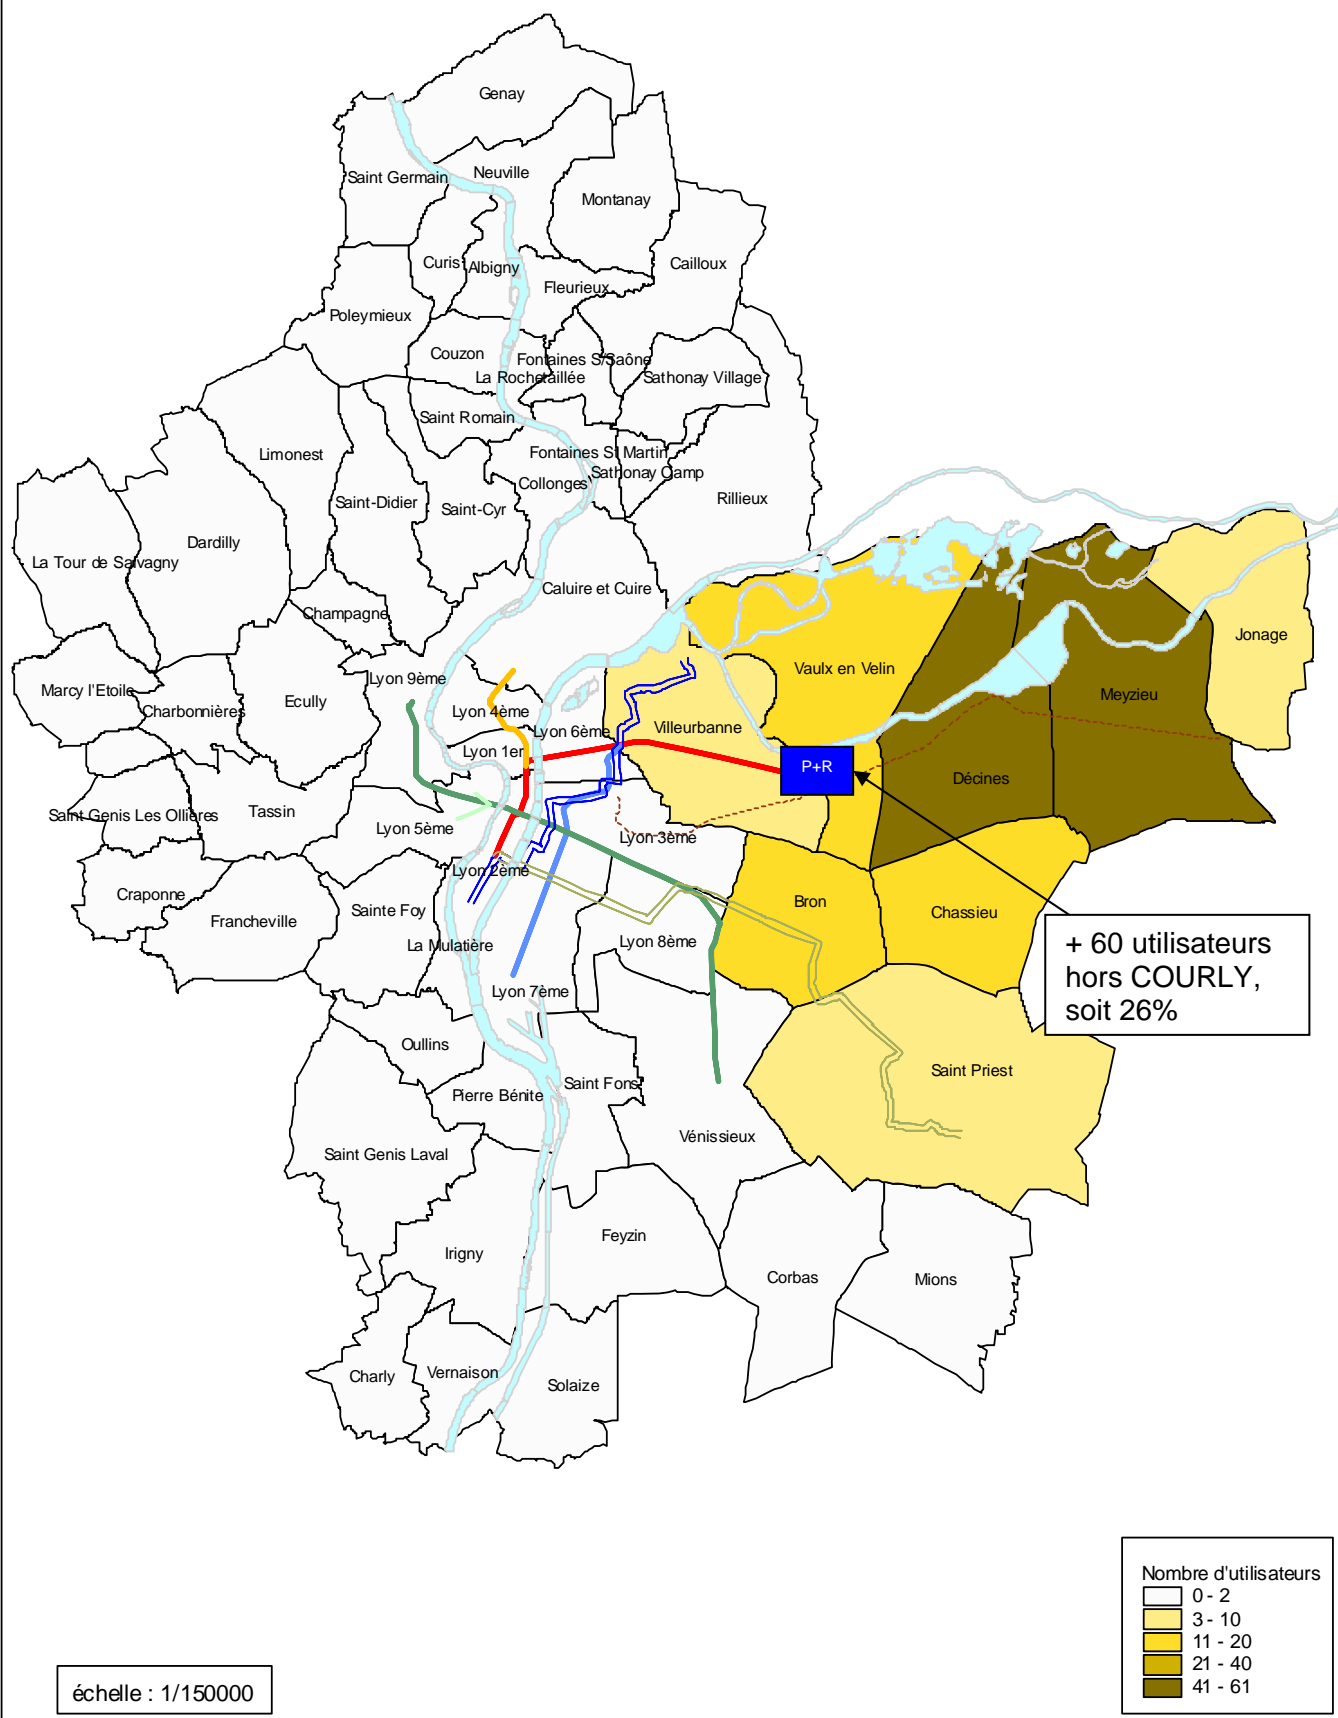 Genay
Saint Germain
Neuville
Montanay
Curis
Albigny
Cailloux
Fleurieux
Poleymieux
Couzon
Fontaines S/Saône
La Rochetaillée
Sathonay Village
Saint Romain
Limonest
Fontaines St Martin
Sathonay Camp
Collonges
Rillieux
Saint-Didier
Saint-Cyr
Dardilly
La Tour de Salvagny
Caluire et Cuire
Champagne
Jonage
Vaulx en Velin
Lyon 9ème
Marcy l'Etoile
Charbonnières
Ecully
Meyzieu
Lyon 4ème
Villeurbanne
Lyon 6ème
Lyon 1er
P+R
Décines
Saint Genis Les Ollières
Tassin
Lyon 5ème
Lyon 3ème
Lyon 2ème
Craponne
Francheville
Sainte Foy
Bron
Chassieu
La Mulatière
Lyon 8ème
+ 60 utilisateurs
hors COURLY,
soit 26%
Lyon 7ème
Oullins
Saint Priest
Pierre Bénite
Saint Fons
Vénissieux
Saint Genis Laval
Irigny
Feyzin
Corbas
Mions
Charly
Vernaison
Solaize
Nombre d'utilisateurs
0 - 2
3 - 10
11 - 20
21 - 40
41 - 61
échelle : 1/150000